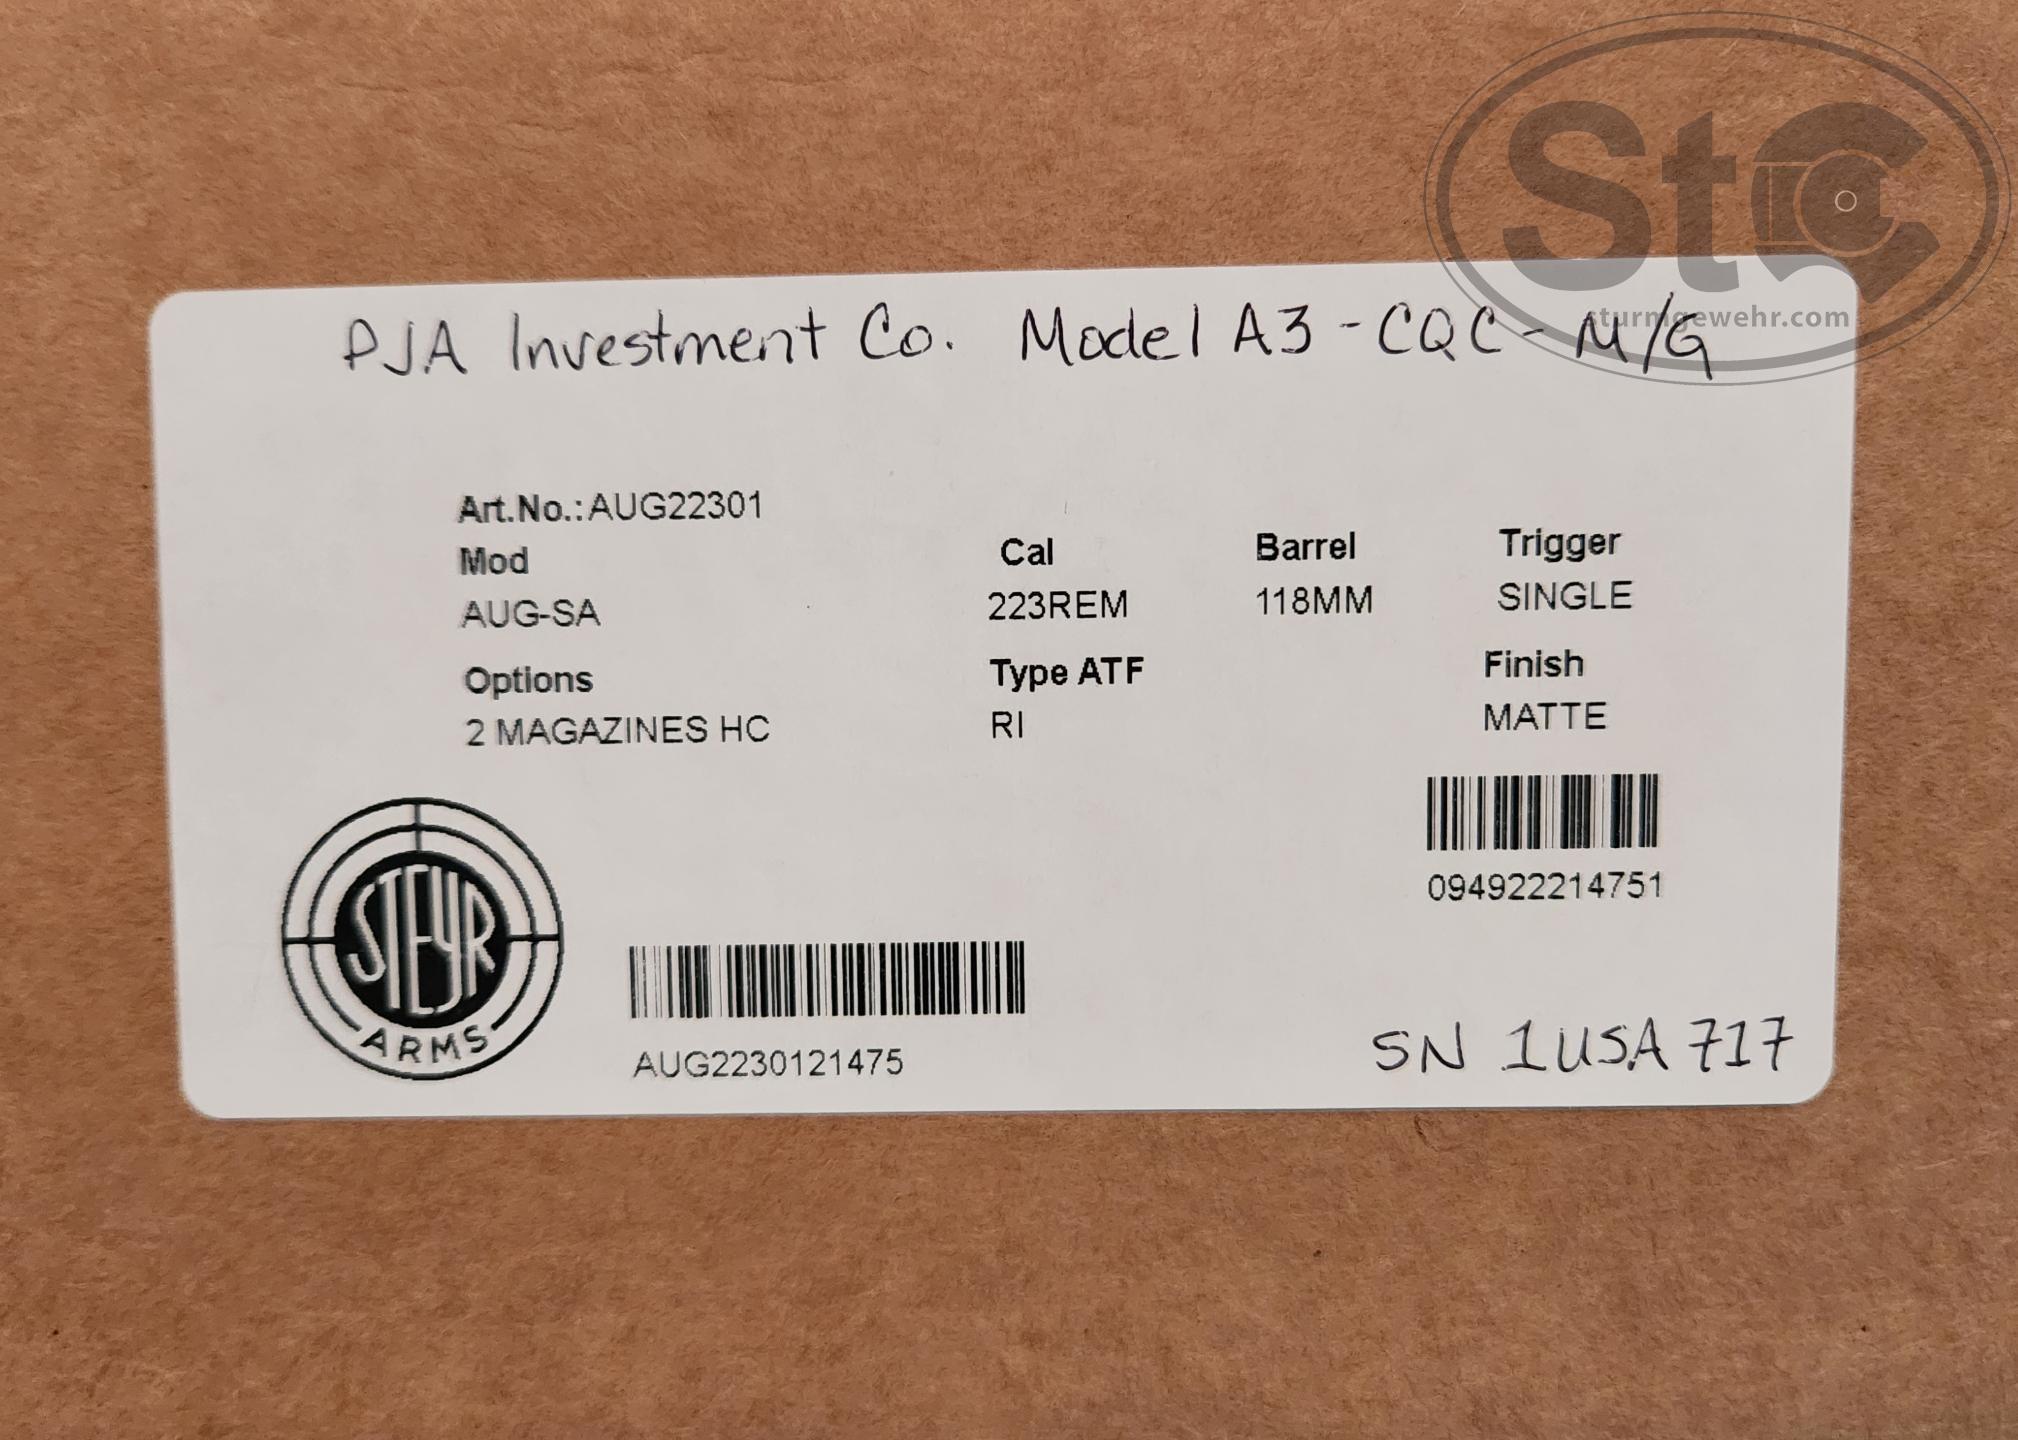 StG
sturmgewehr.com
PJA Investment Co. Model A3 - CQC - M/G
Art.No.:AUG22301
Mod Cal Barrel Trigger
AUG-SA 223REM 118MM SINGLE
Options Type ATF Finish
2 MAGAZINES HC RI MATTE
094922214751
STEYR
ARMS
AUG2230121475
SN 1USA717